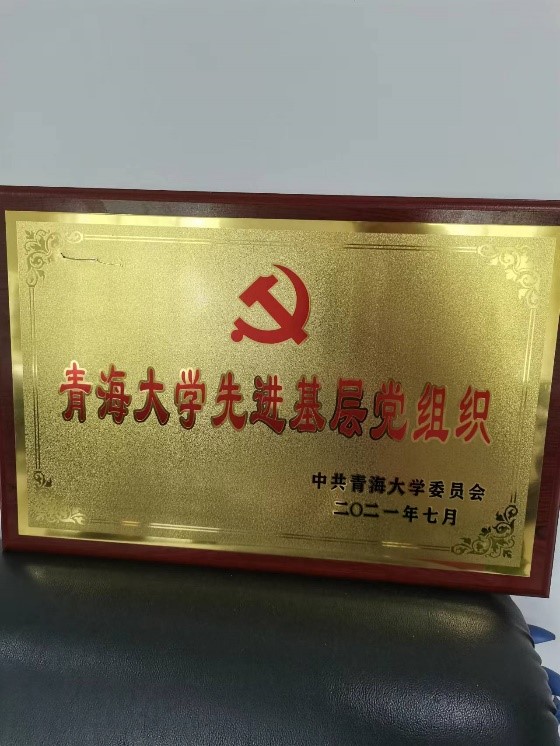 青海大学先进基层党组织
中共青海大学委员会
二〇二一年七月